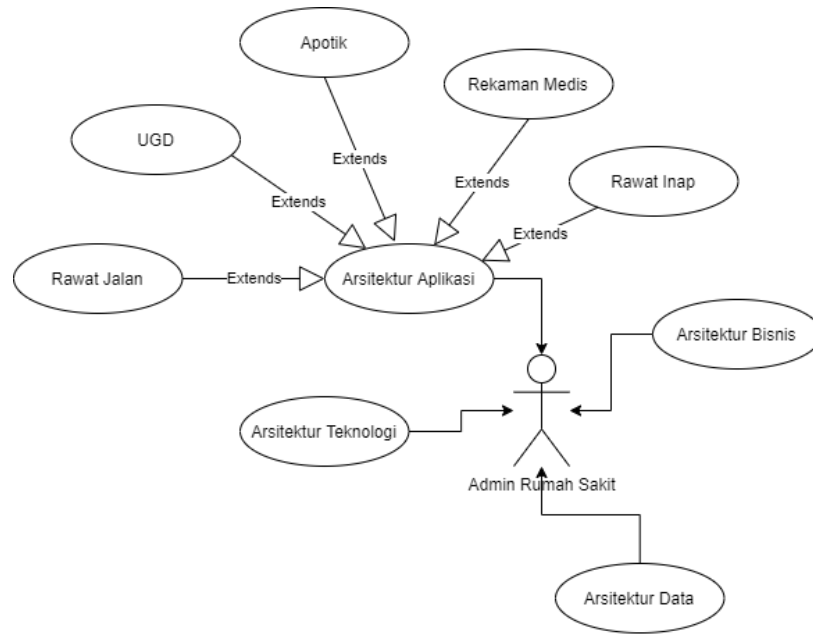 Apotik
Rekaman Medis
UGD
Extends
Extends
Rawat Inap
Extends
Extends
Rawat Jalan
Extends
Arsitektur Aplikasi
Arsitektur Bisnis
Arsitektur Teknologi
Admin Rumah Sakit
Arsitektur Data